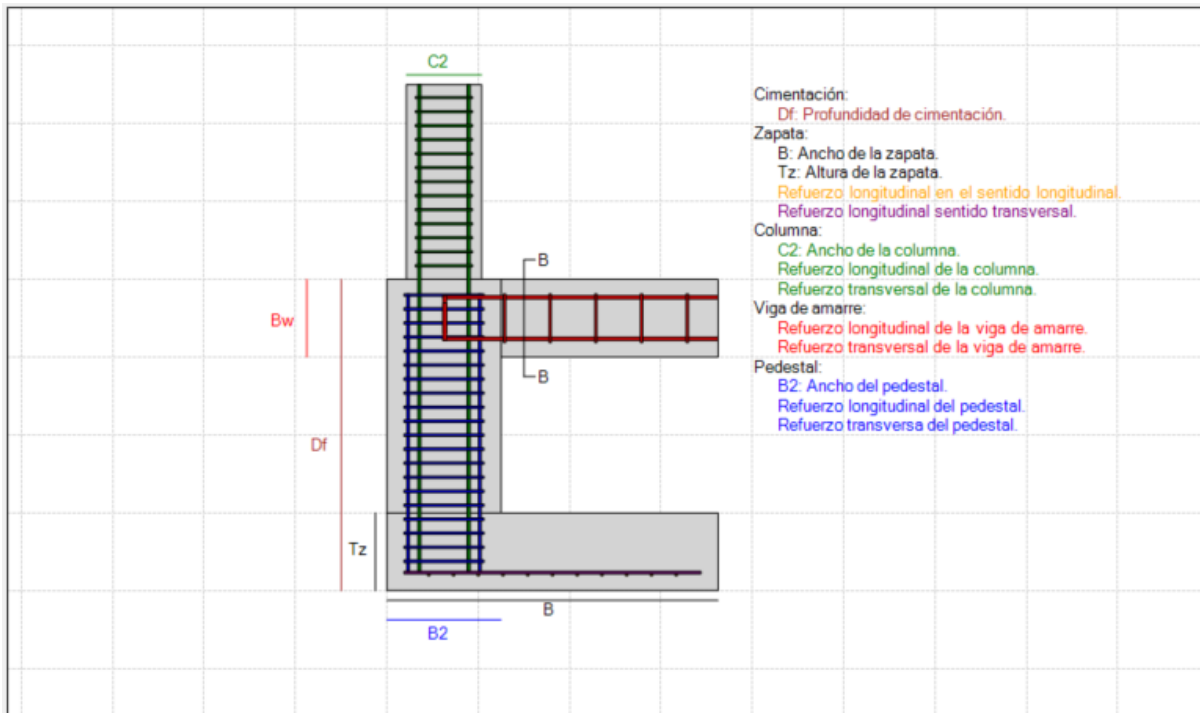 C2
Cimentación:
Df: Profundidad de cimentación.
Zapata:
B: Ancho de la zapata.
Tz: Altura de la zapata.
Refuerzo longitudinal en el sentido longitudinal.
Refuerzo longitudinal sentido transversal.
Columna:
C2: Ancho de la columna.
Refuerzo longitudinal de la columna.
Refuerzo transversal de la columna.
Viga de amarre:
Refuerzo longitudinal de la viga de amarre.
Refuerzo transversal de la viga de amarre.
Pedestal:
B2: Ancho del pedestal.
Refuerzo longitudinal del pedestal.
Refuerzo transversa del pedestal.
B
Bw
B
Df
Tz
B
B2